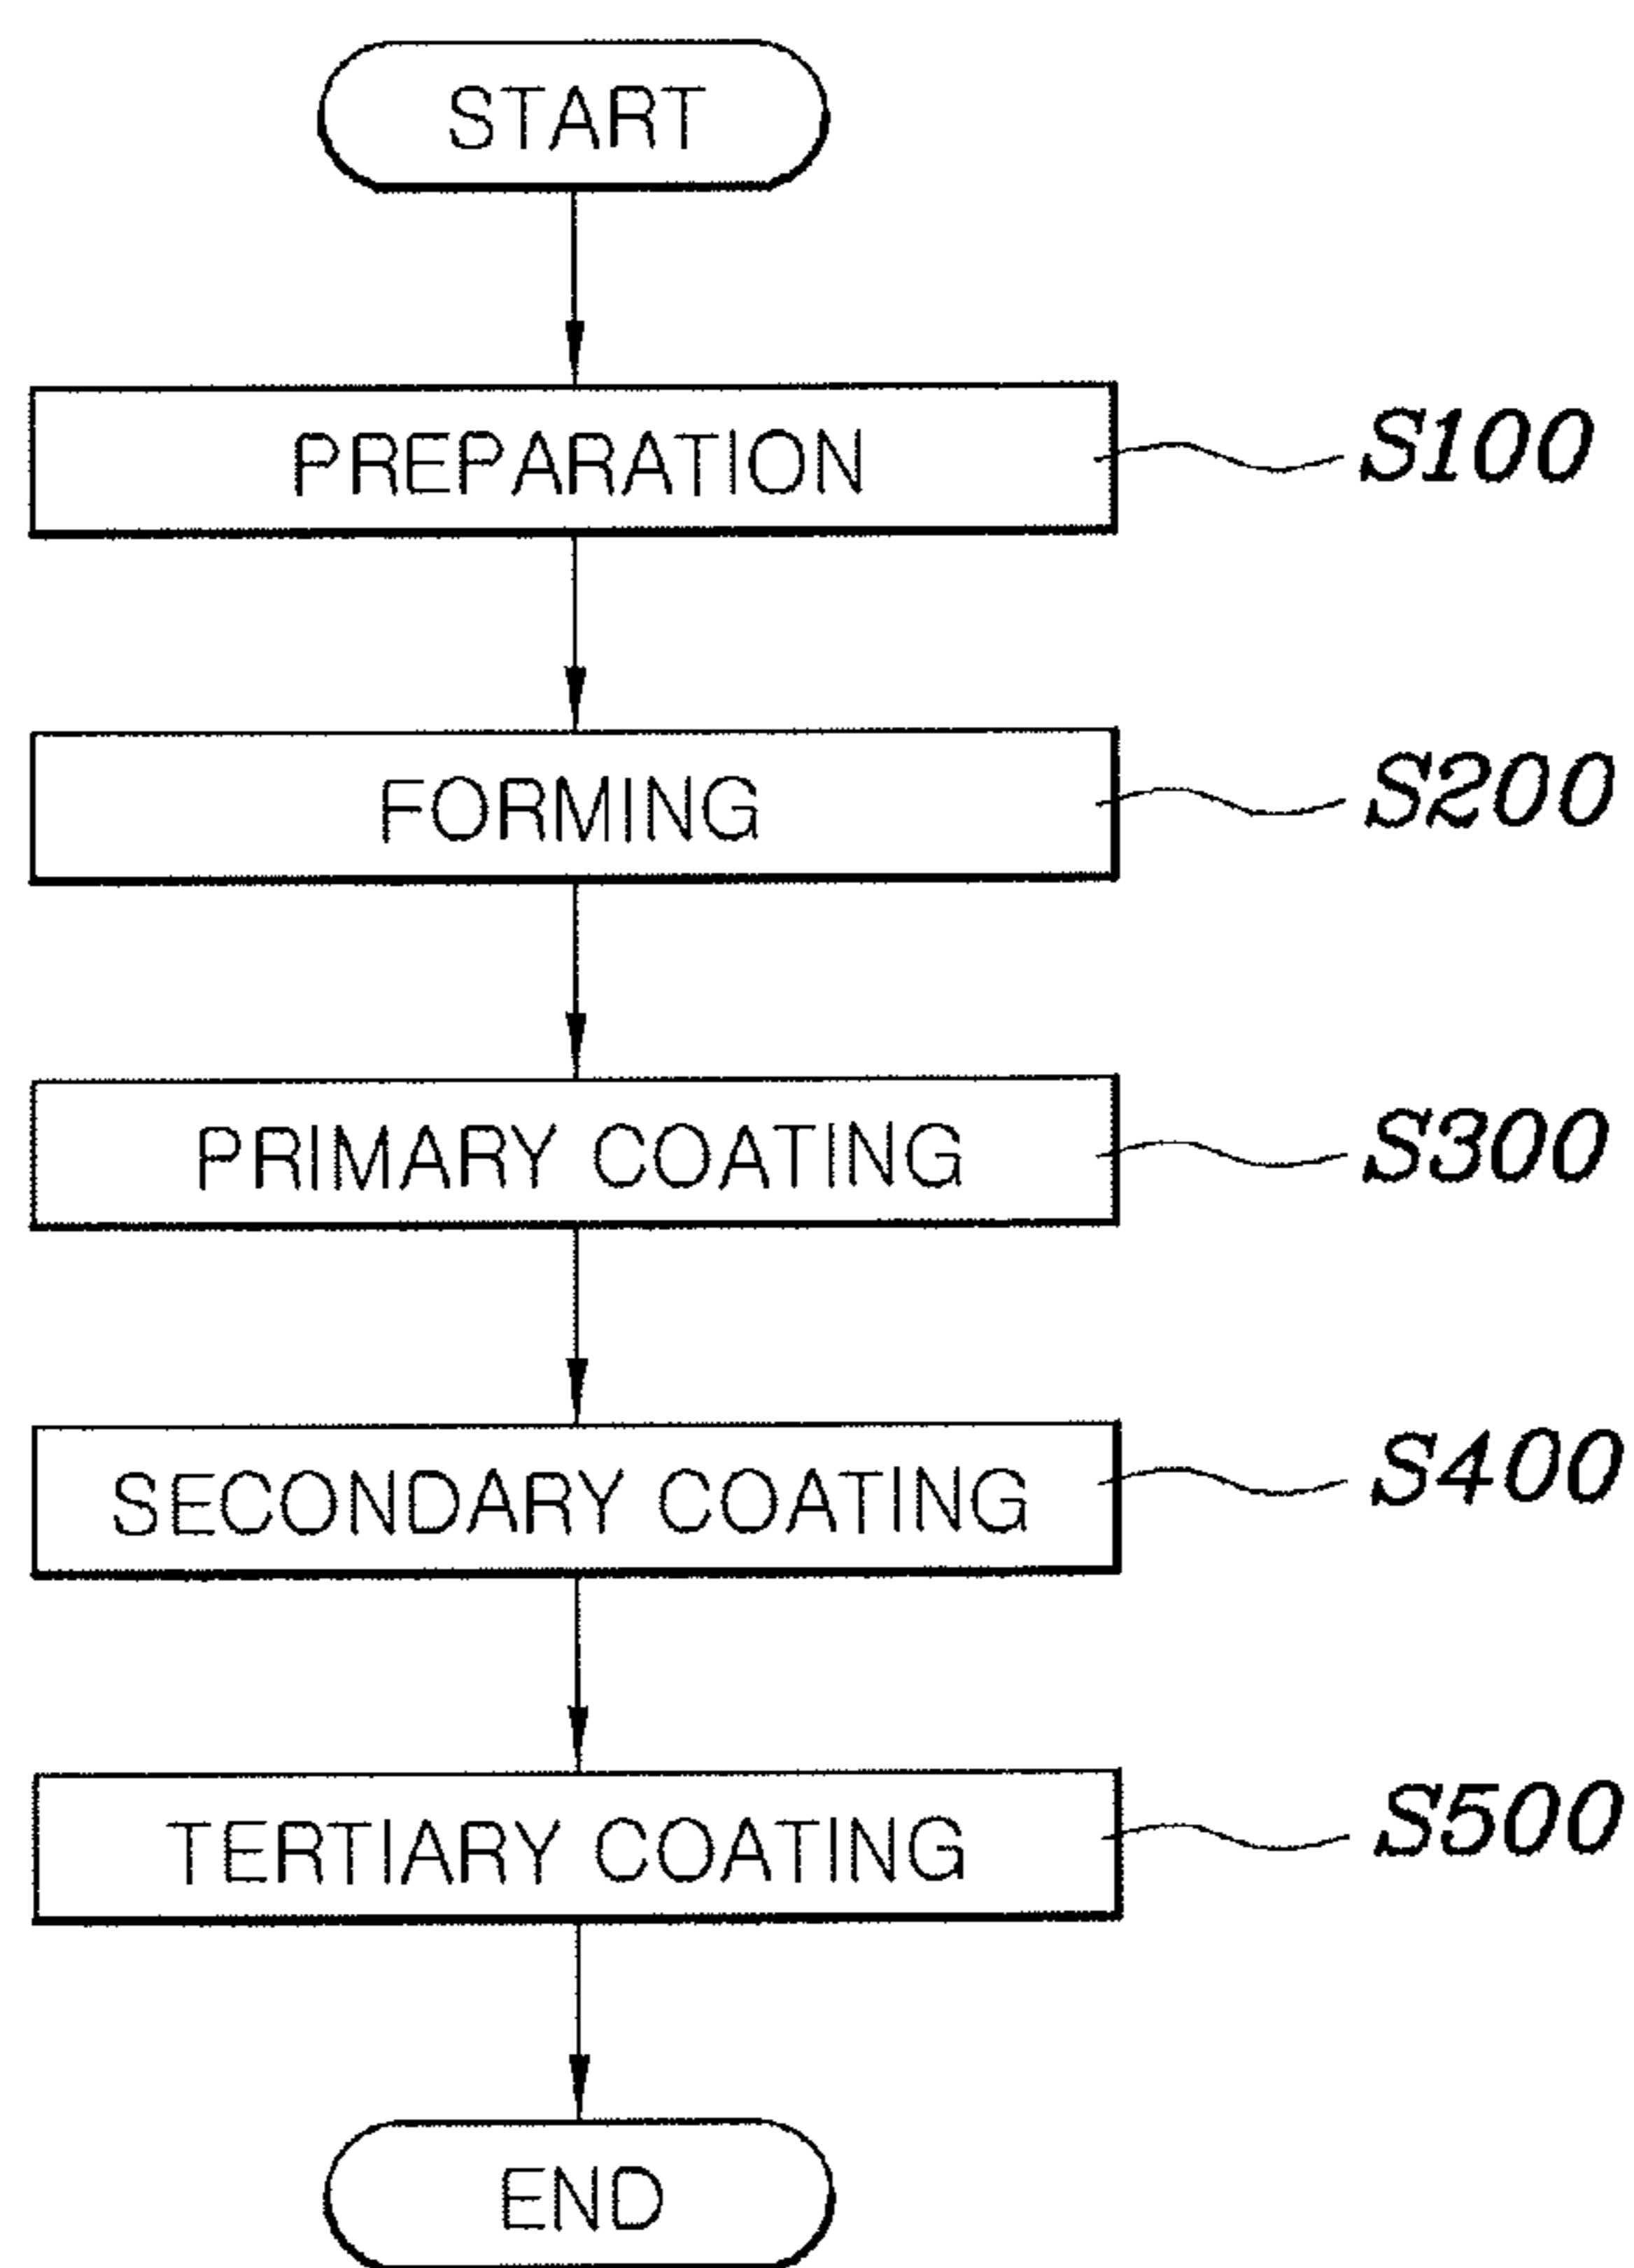 START
PREPARATION S100
FORMING S200
PRIMARY COATING S300
SECONDARY COATING S400
TERTIARY COATING S500
END